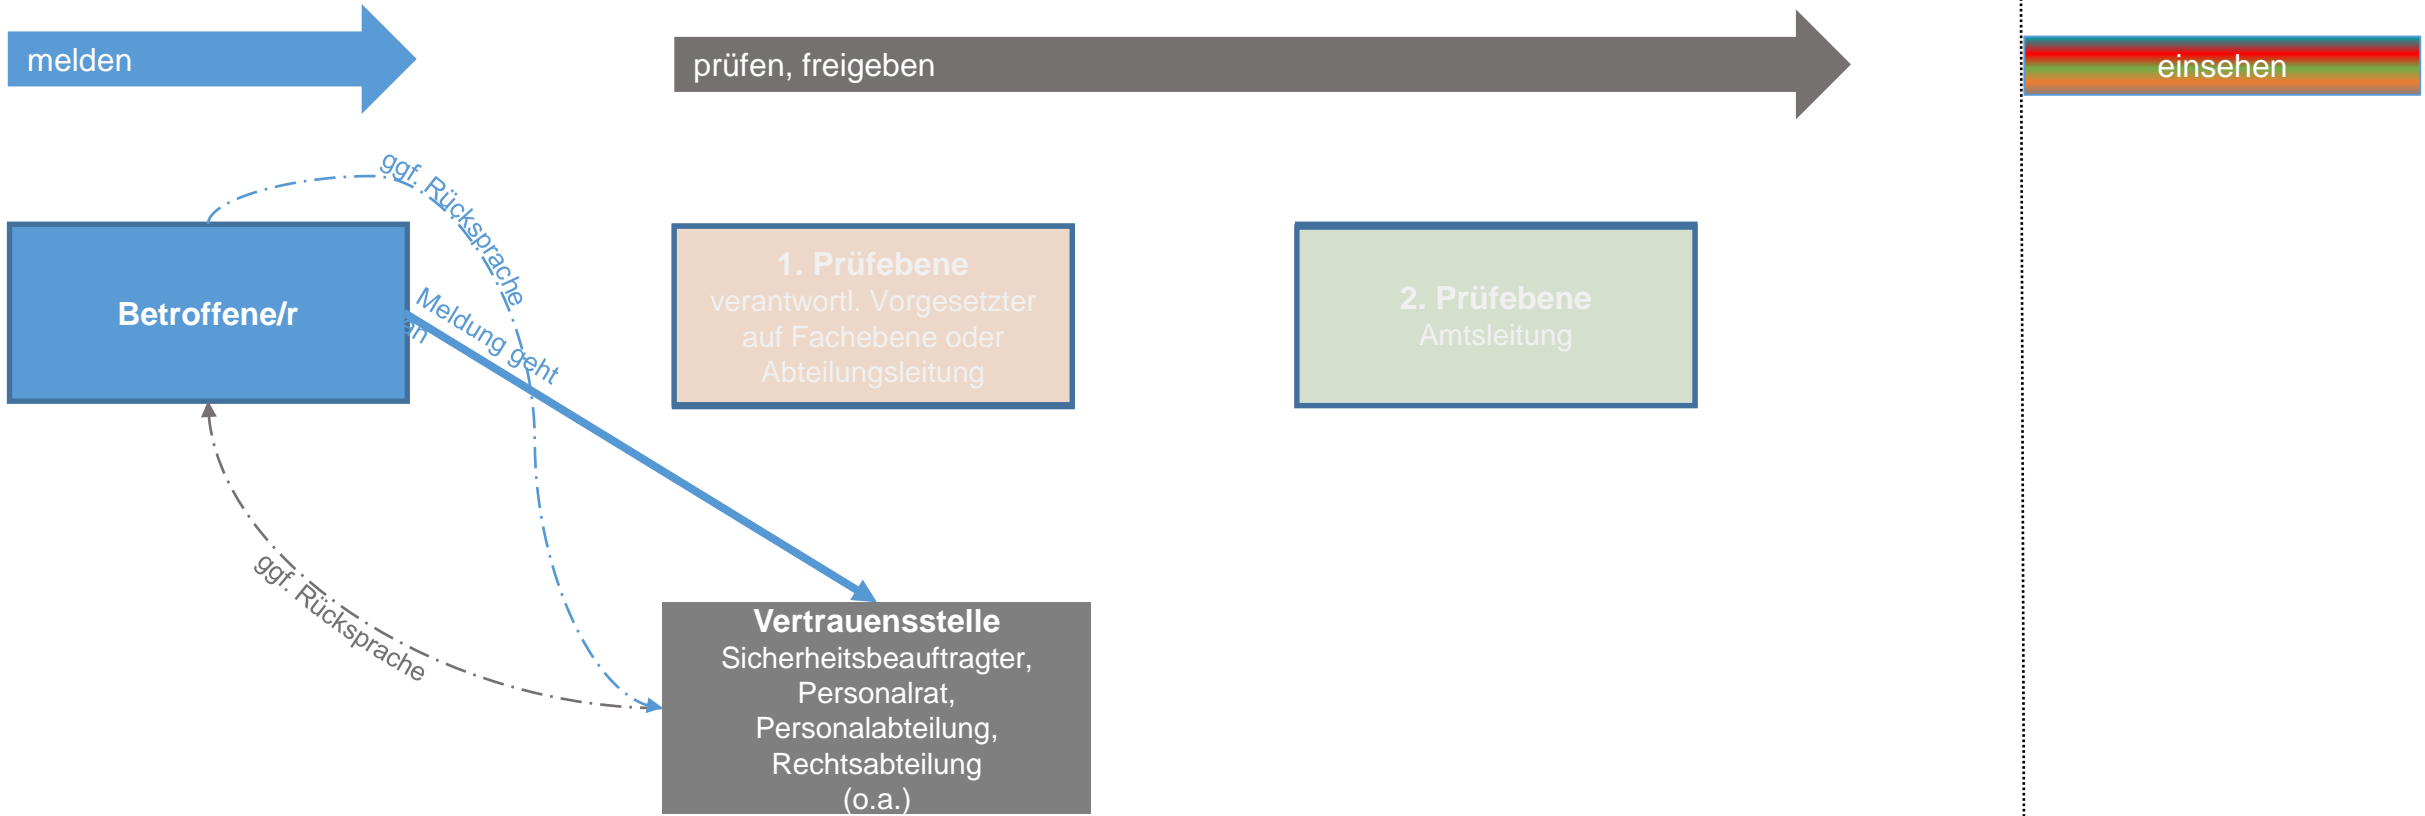 melden
prüfen, freigeben
einsehen
ggf. Rücksprache
Betroffene/r
Meldung geht
en
1. Prüfebene
verantwortl. Vorgesetzter
auf Fachebene oder
Abteilungsleitung
2. Prüfebene
Amtsleitung
ggf. Rücksprache
Vertrauensstelle
Sicherheitsbeauftragter,
Personalrat,
Personalabteilung,
Rechtsabteilung
(o.a.)